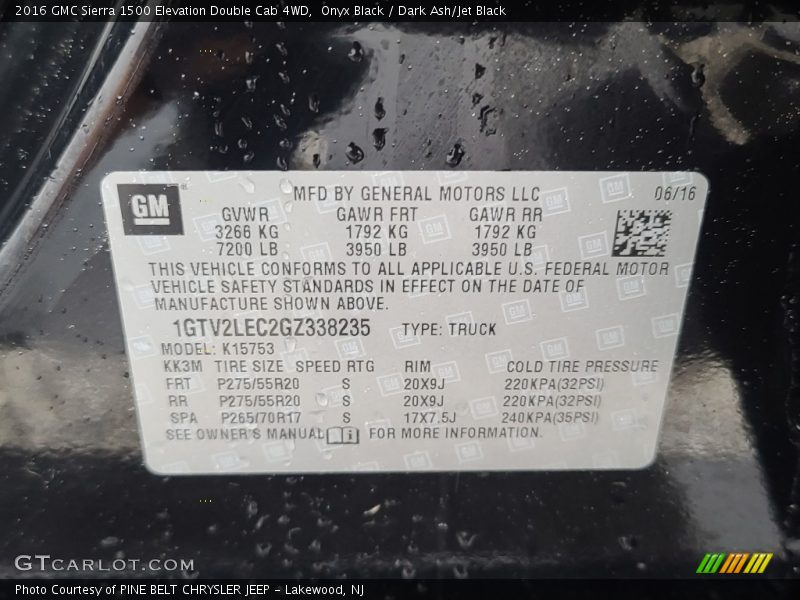 2016 GMC Sierra 1500 Elevation Double Cab 4WD,  Onyx Black / Dark Ash/Jet Black
GM
MFD BY GENERAL MOTORS LLC 06/16
GVWR GAWR FRT GAWR RR
3266 KG 1792 KG 1792 KG
7200 LB 3950 LB 3950 LB
THIS VEHICLE CONFORMS TO ALL APPLICABLE U.S. FEDERAL MOTOR
VEHICLE SAFETY STANDARDS IN EFFECT ON THE DATE OF
MANUFACTURE SHOWN ABOVE.
1GTV2LEC2GZ338235 TYPE: TRUCK
MODEL: K15753
KK3M TIRE SIZE SPEED RTG RIM COLD TIRE PRESSURE
FRT P275/55R20 S 20X9J 220KPA(32PSI)
RR P275/55R20 S 20X9J 220KPA(32PSI)
SPA P265/70R17 S 17X7.5J 240KPA(35PSI)
SEE OWNER'S MANUAL i FOR MORE INFORMATION.
GTCARLOT.COM
Photo Courtesy of PINE BELT CHRYSLER JEEP - Lakewood, NJ